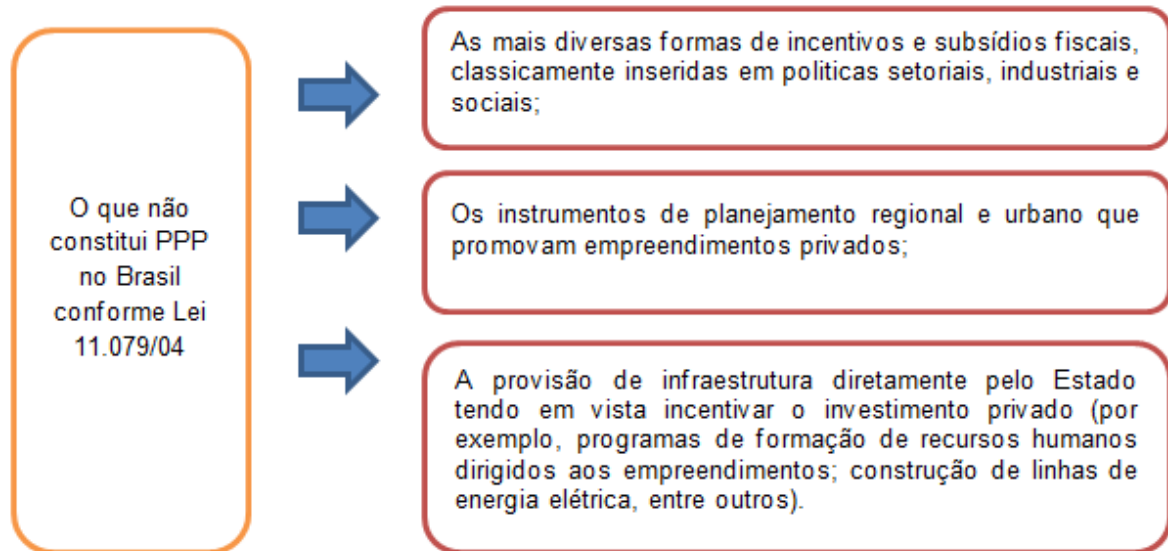 O que não
constitui PPP
no Brasil
conforme Lei
11.079/04
As mais diversas formas de incentivos e subsídios fiscais,
classicamente inseridas em politicas setoriais, industriais e
sociais;
Os instrumentos de planejamento regional e urbano que
promovam empreendimentos privados;
A provisão de infraestrutura diretamente pelo Estado
tendo em vista incentivar o investimento privado (por
exemplo, programas de formação de recursos humanos
dirigidos aos empreendimentos; construção de linhas de
energia elétrica, entre outros).